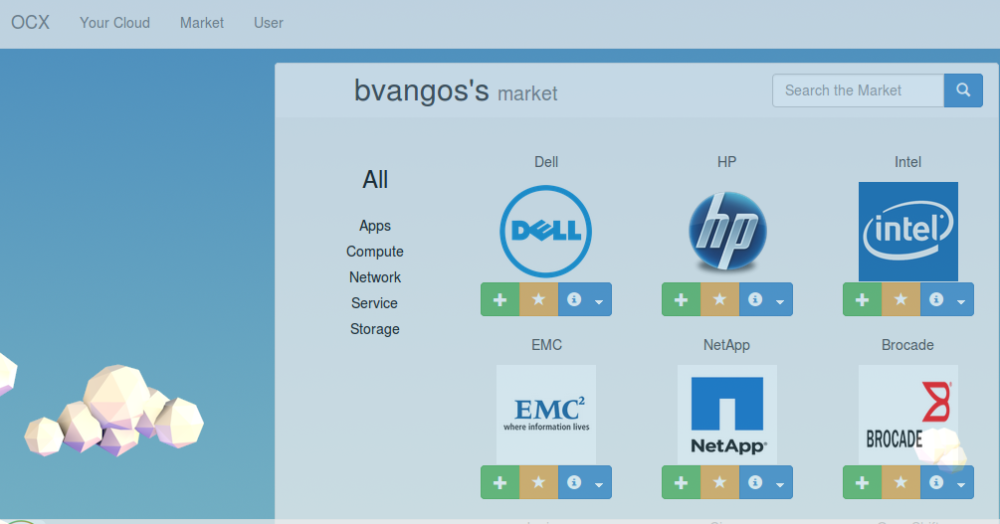 OCX Your Cloud Market User
bvangos's market
Search the Market
All
Apps
Compute
Network
Service
Storage
Dell HP Intel
DELL hp intel
EMC NetApp Brocade
EMC²
where information lives
NetApp
BROCADE